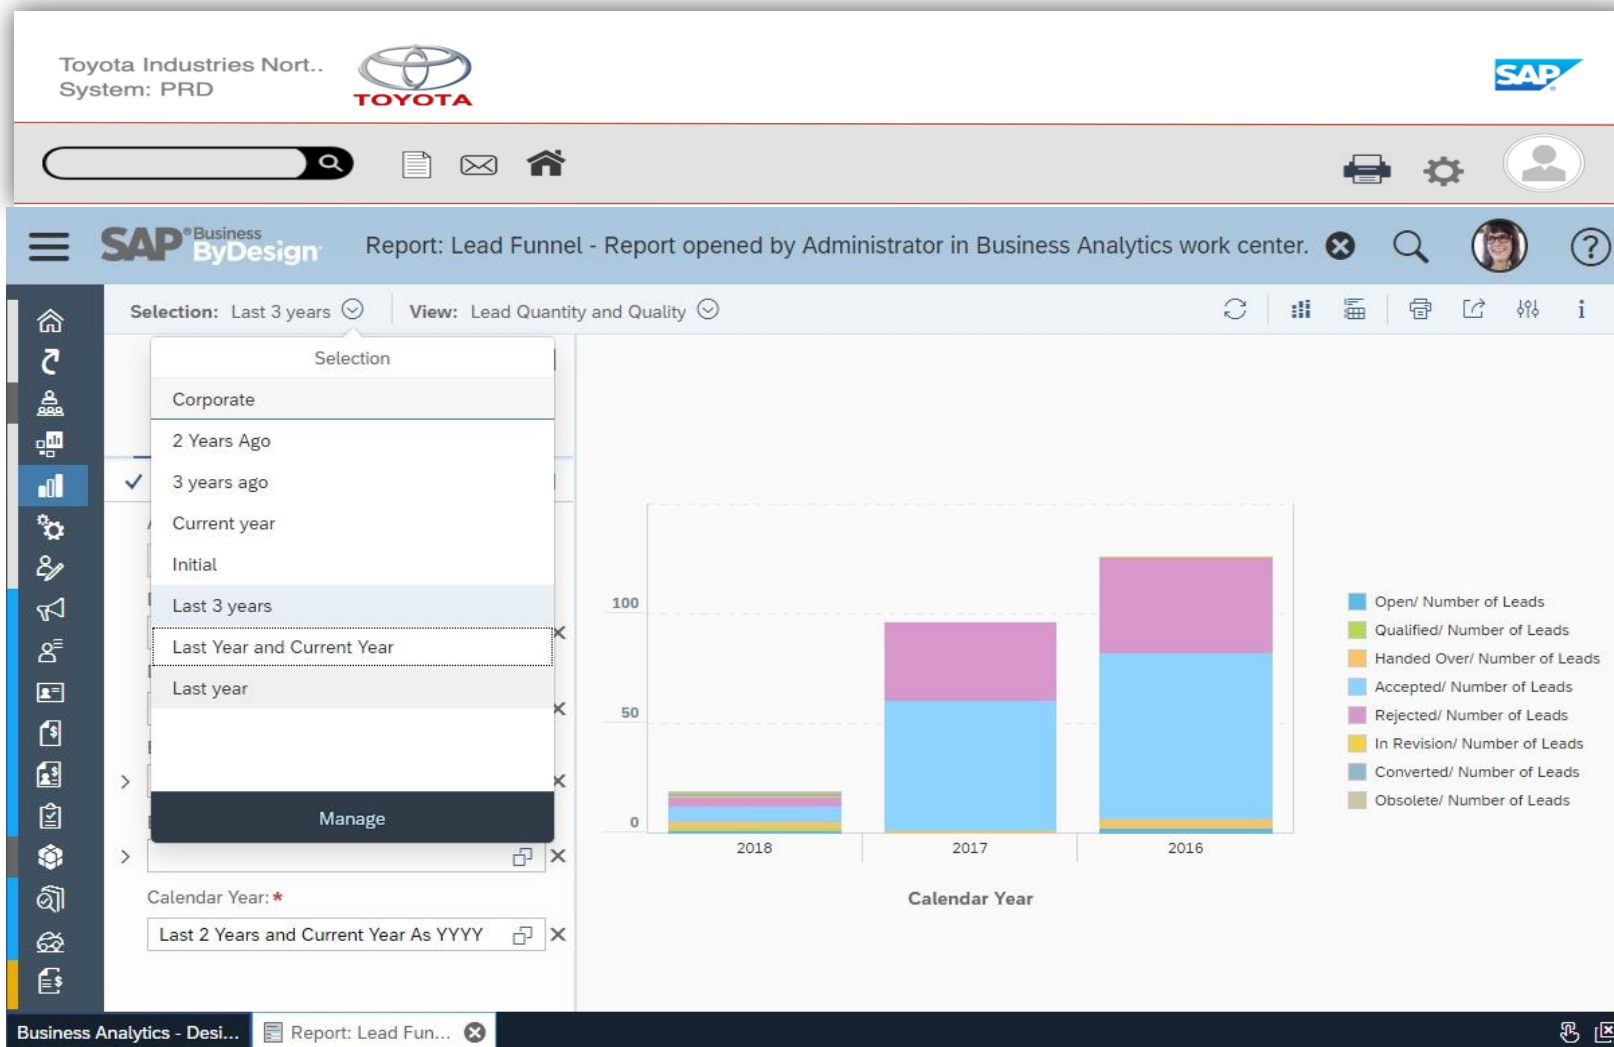 Toyota Industries Nort..
System: PRD
TOYOTA
SAP
SAP Business ByDesign
Report: Lead Funnel - Report opened by Administrator in Business Analytics work center.
Selection: Last 3 years
View: Lead Quantity and Quality
Selection
Corporate
2 Years Ago
3 years ago
Current year
Initial
Last 3 years
Last Year and Current Year
Last year
Manage
Calendar Year: *
Last 2 Years and Current Year As YYYY
100
50
0
2018
2017
2016
Calendar Year
Open/ Number of Leads
Qualified/ Number of Leads
Handed Over/ Number of Leads
Accepted/ Number of Leads
Rejected/ Number of Leads
In Revision/ Number of Leads
Converted/ Number of Leads
Obsolete/ Number of Leads
Business Analytics - Desi...
Report: Lead Fun...